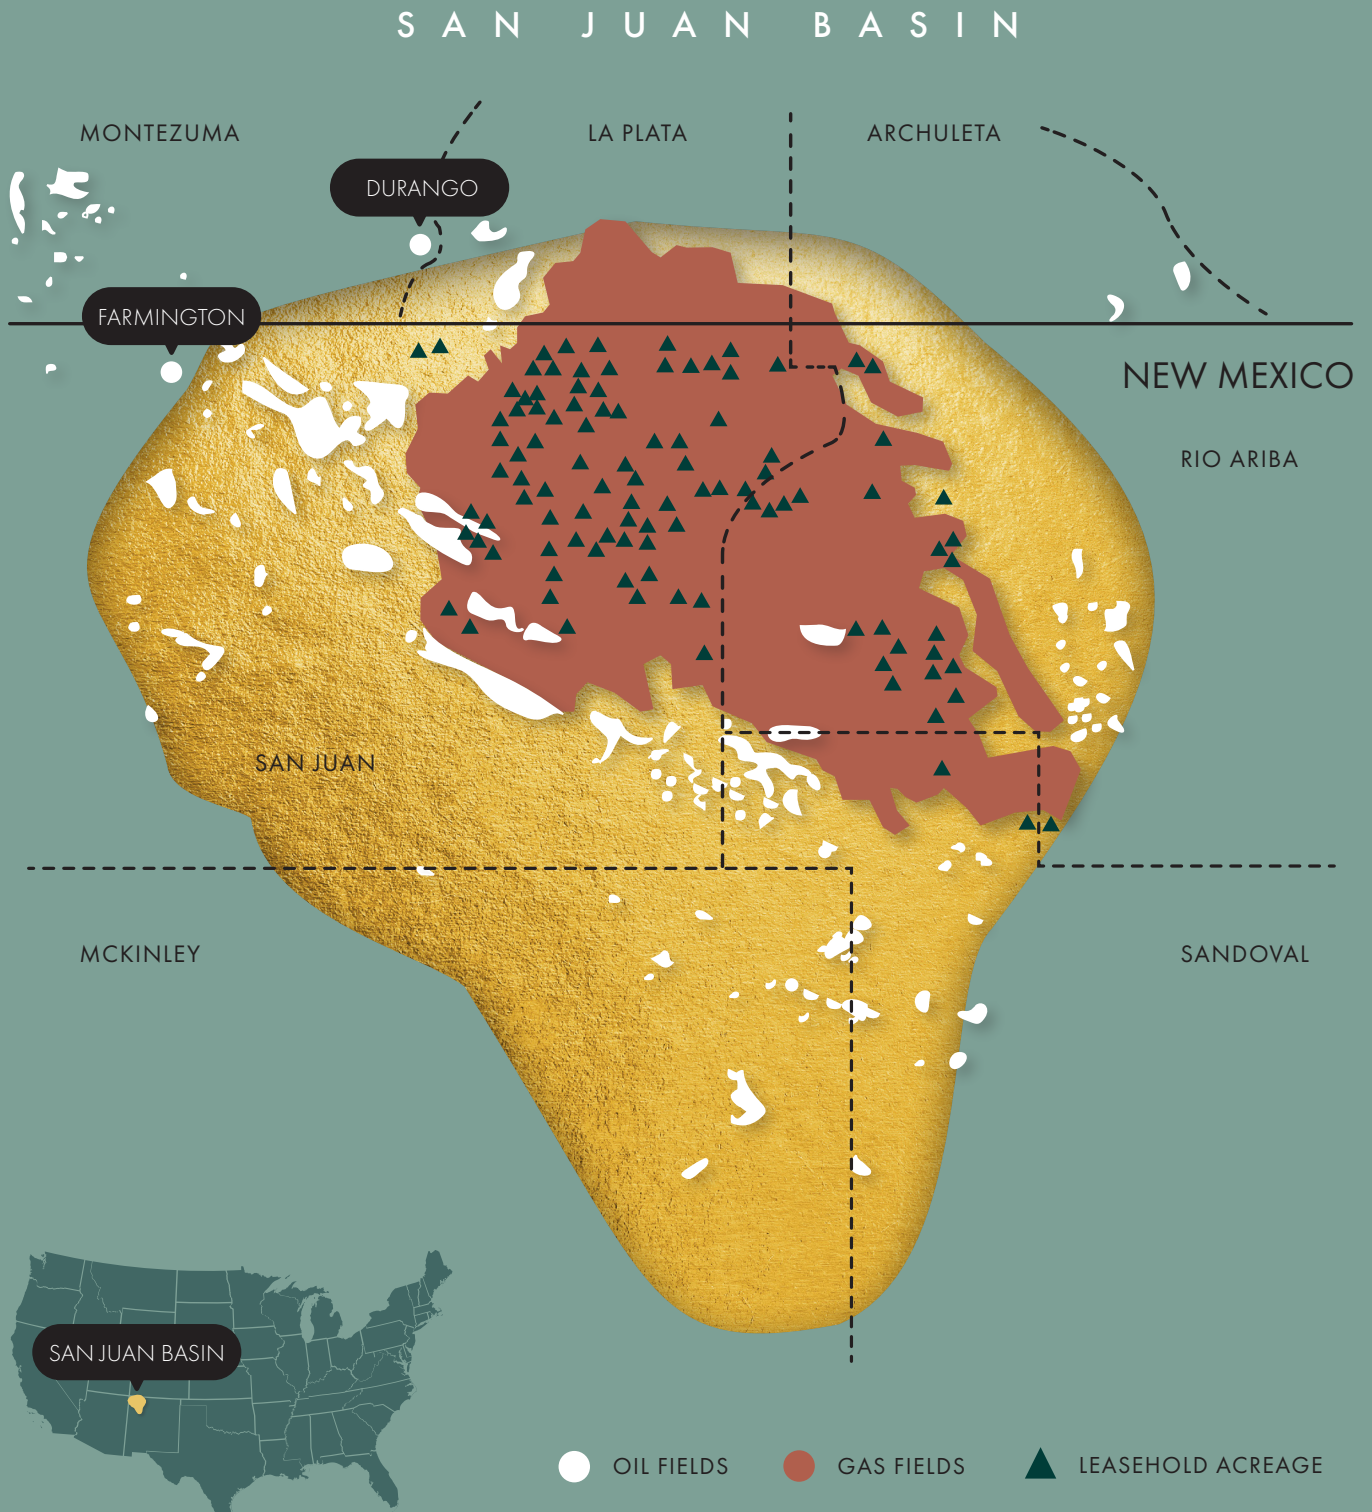 SAN JUAN BASIN
MONTEZUMA
LA PLATA
ARCHULETA
DURANGO
FARMINGTON
NEW MEXICO
RIO ARIBA
SAN JUAN
MCKINLEY
SANDOVAL
SAN JUAN BASIN
OIL FIELDS
GAS FIELDS
LEASEHOLD ACREAGE